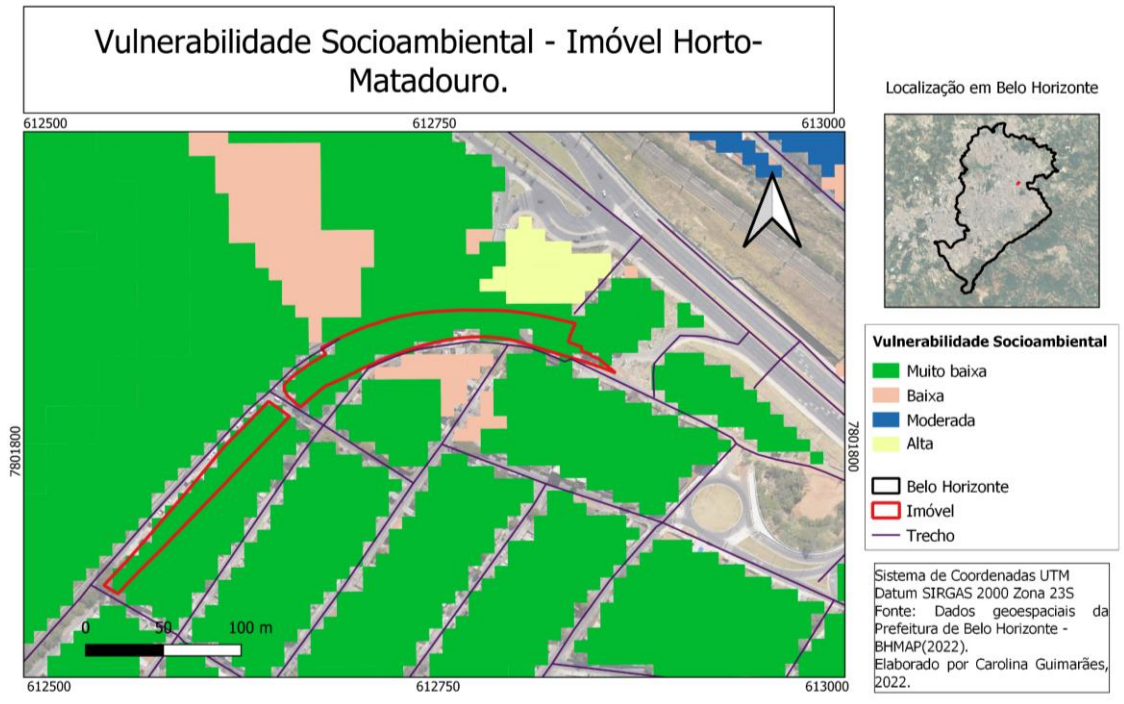 Vulnerabilidade Socioambiental - Imóvel Horto-
Matadouro.
Localização em Belo Horizonte
612500
612750
613000
7801800
7801800
0
50
100 m
612500
612750
613000
Vulnerabilidade Socioambiental
Muito baixa
Baixa
Moderada
Alta
Belo Horizonte
Imóvel
Trecho
Sistema de Coordenadas UTM
Datum SIRGAS 2000 Zona 23S
Fonte: Dados geoespaciais da
Prefeitura de Belo Horizonte -
BHMAP(2022).
Elaborado por Carolina Guimarães,
2022.